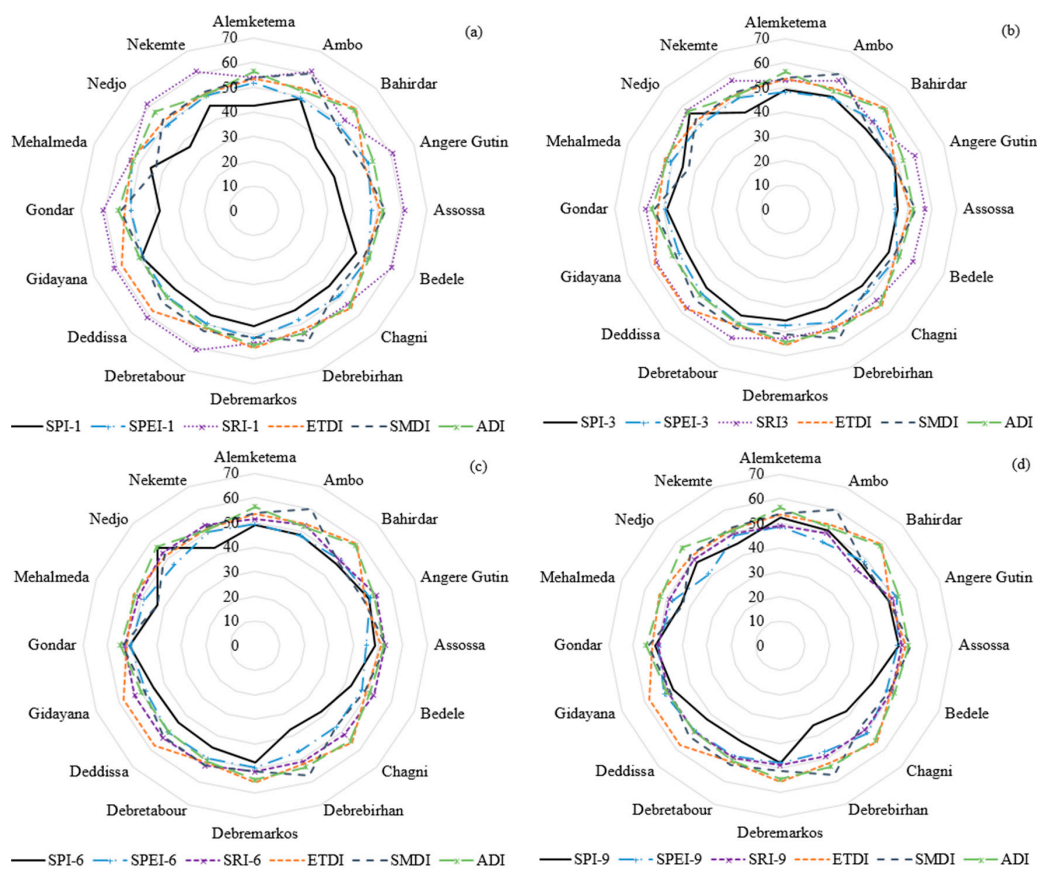 Alemketema
(a)
Nekemte
70
Ambo
60
Nedjo
50
Bahirdar
40
30
Mehalmeda
20
Angere Gutin
10
Gondar
0
Assossa
Gidayana
Bedele
Deddissa
Chagni
Debretabour
Debrebirhan
Debremarkos
SPI-1 SPEI-1 SRI-1 ETDI SMDI ADI
Alemketema
(b)
Nekemte
70
Ambo
60
Nedjo
50
Bahirdar
40
30
Mehalmeda
20
Angere Gutin
10
Gondar
0
Assossa
Gidayana
Bedele
Deddissa
Chagni
Debretabour
Debrebirhan
Debremarkos
SPI-3 SPEI-3 SRI3 ETDI SMDI ADI
Alemketema
(c)
Nekemte
70
Ambo
60
Nedjo
50
Bahirdar
40
30
Mehalmeda
20
Angere Gutin
10
Gondar
0
Assossa
Gidayana
Bedele
Deddissa
Chagni
Debretabour
Debrebirhan
Debremarkos
SPI-6 SPEI-6 SRI-6 ETDI SMDI ADI
Alemketema
(d)
Nekemte
70
Ambo
60
Nedjo
50
Bahirdar
40
30
Mehalmeda
20
Angere Gutin
10
Gondar
0
Assossa
Gidayana
Bedele
Deddissa
Chagni
Debretabour
Debrebirhan
Debremarkos
SPI-9 SPEI-9 SRI-9 ETDI SMDI ADI